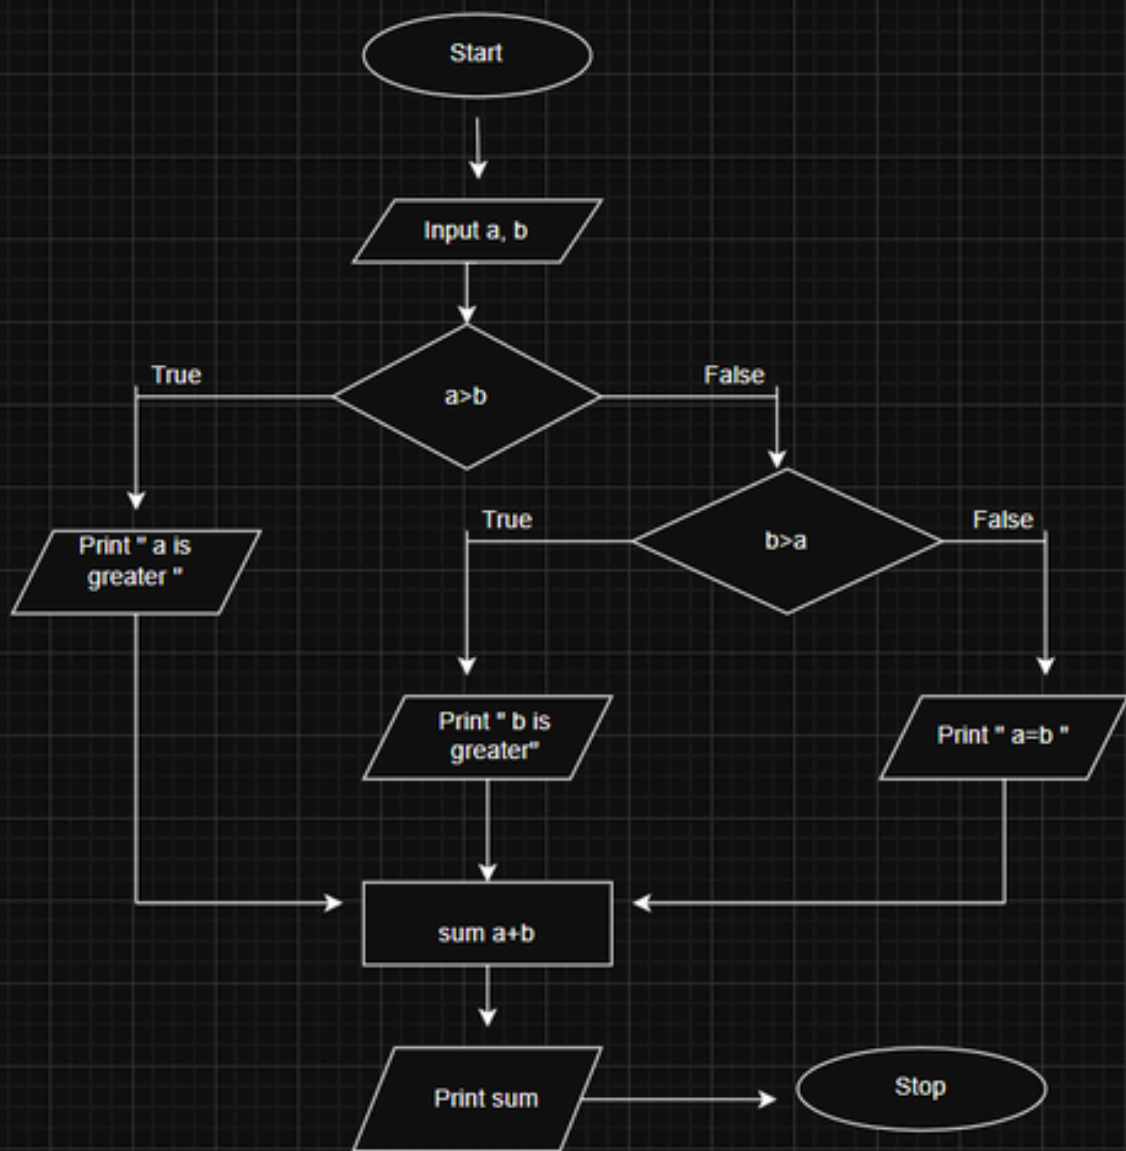 Start
Input a, b
True
False
a>b
True
False
b>a
Print " a is
greater "
Print " b is
greater"
Print " a=b "
sum a+b
Print sum
Stop